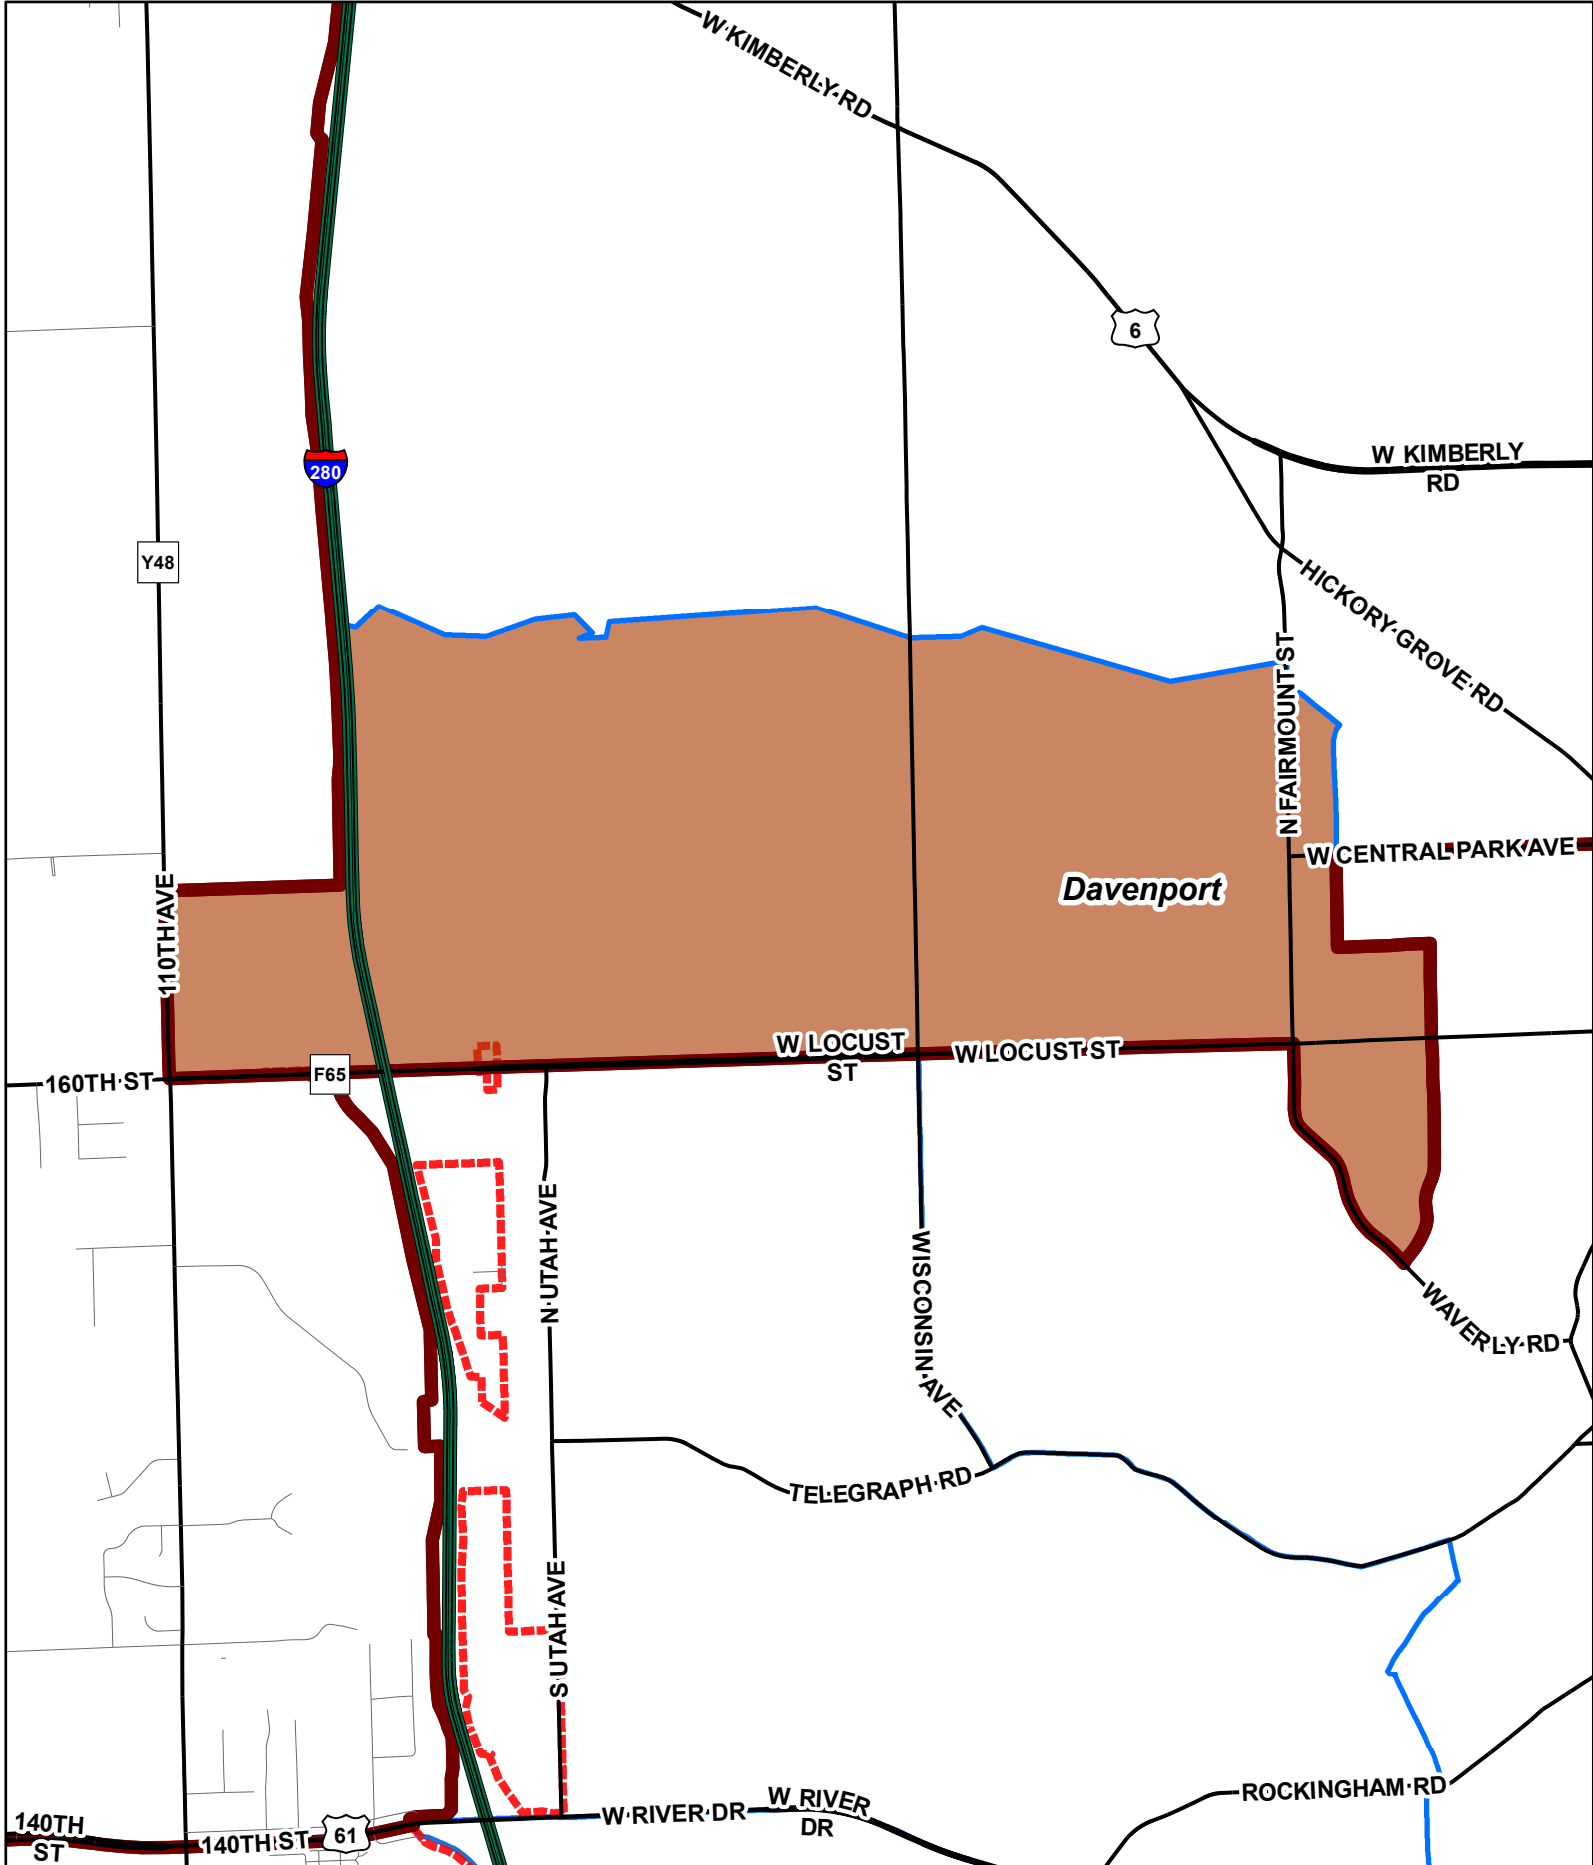 W KIMBERLY RD
6
W KIMBERLY
RD
280
Y48
HICKORY GROVE RD
N FAIRMOUNT ST
W CENTRAL PARK AVE
Davenport
110TH AVE
W LOCUST
ST
W LOCUST ST
160TH ST
F65
N UTAH AVE
WISCONSIN AVE
WAVERLY RD
TELEGRAPH RD
S UTAH AVE
ROCKINGHAM RD
W RIVER DR
W RIVER
DR
140TH
ST
140TH ST
61